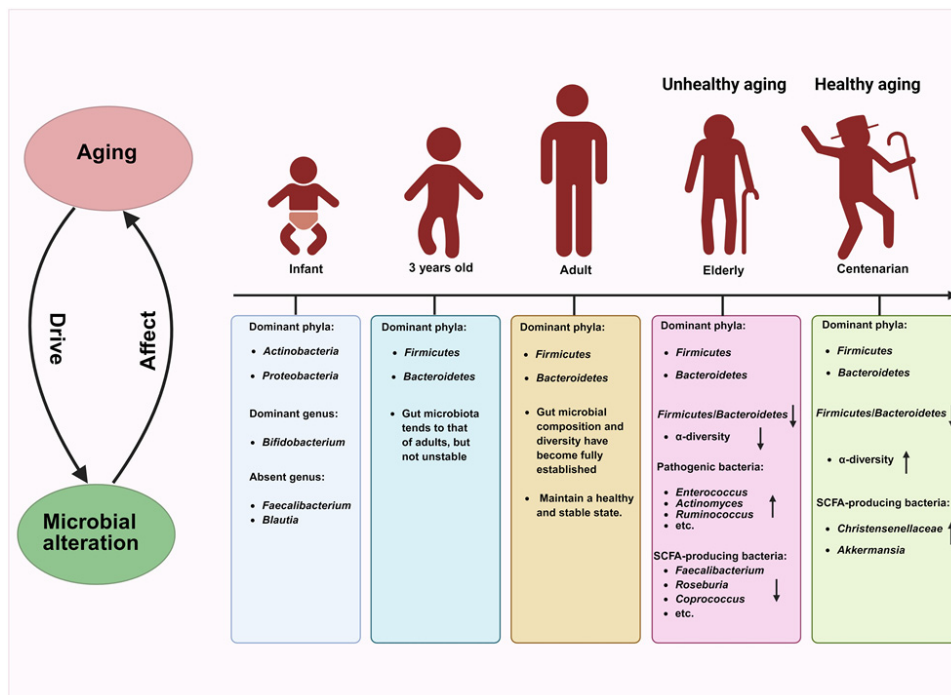 Aging
Drive
Affect
Microbial
alteration
Unhealthy aging
Healthy aging
Infant
3 years old
Adult
Elderly
Centenarian
Dominant phyla:
• Actinobacteria
• Proteobacteria
Dominant genus:
• Bifidobacterium
Absent genus:
• Faecalibacterium
• Blautia
Dominant phyla:
• Firmicutes
• Bacteroidetes
• Gut microbiota
tends to that
of adults, but
not unstable
Dominant phyla:
• Firmicutes
• Bacteroidetes
• Gut microbial
composition and
diversity have
become fully
established
• Maintain a healthy
and stable state.
Dominant phyla:
• Firmicutes
• Bacteroidetes
Firmicutes/Bacteroidetes ↓
• α-diversity ↓
Pathogenic bacteria:
• Enterococcus
• Actinomyces ↑
• Ruminococcus
• etc.
SCFA-producing bacteria:
• Faecalibacterium
• Roseburia ↓
• Coprococcus
• etc.
Dominant phyla:
• Firmicutes
• Bacteroidetes
Firmicutes/Bacteroidetes ↓
• α-diversity ↑
SCFA-producing bacteria:
• Christensenellaceae ↑
• Akkermansia